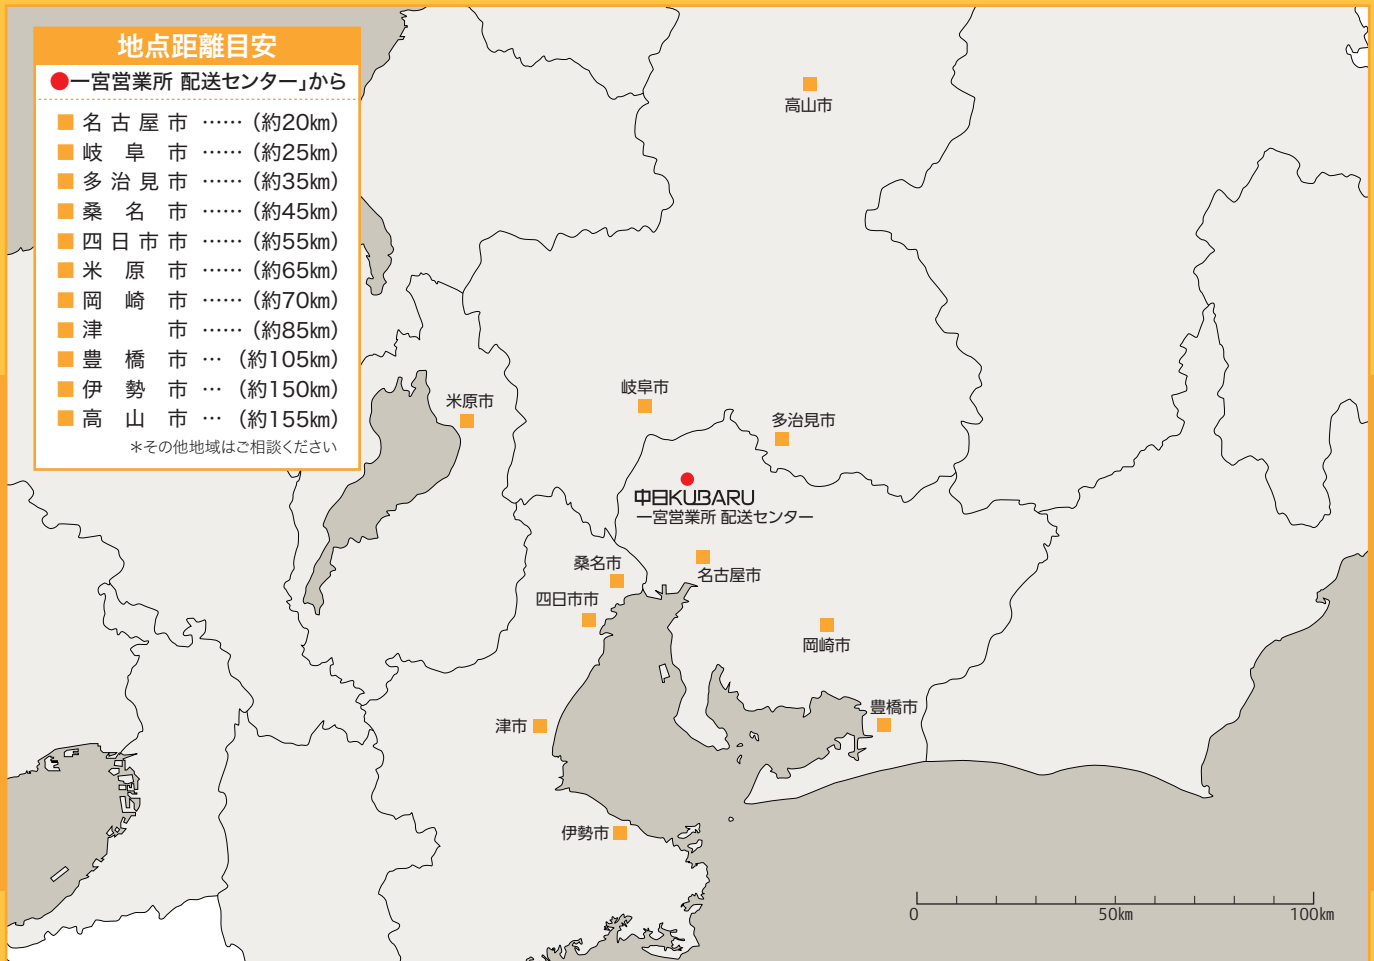 地点距離目安
●一宮営業所 配送センター」から
■ 名古屋市 ……（約20㎞）
■ 岐阜市 ……（約25㎞）
■ 多治見市 ……（約35㎞）
■ 桑名市 ……（約45㎞）
■ 四日市市 ……（約55㎞）
■ 米原市 ……（約65㎞）
■ 岡崎市 ……（約70㎞）
■ 津市 ……（約85㎞）
■ 豊橋市 …（約105㎞）
■ 伊勢市 …（約150㎞）
■ 高山市 …（約155㎞）
＊その他地域はご相談ください
高山市
岐阜市
米原市
多治見市
中日KUBARU
一宮営業所 配送センター
桑名市
名古屋市
四日市市
岡崎市
豊橋市
津市
伊勢市
0 50㎞ 100㎞